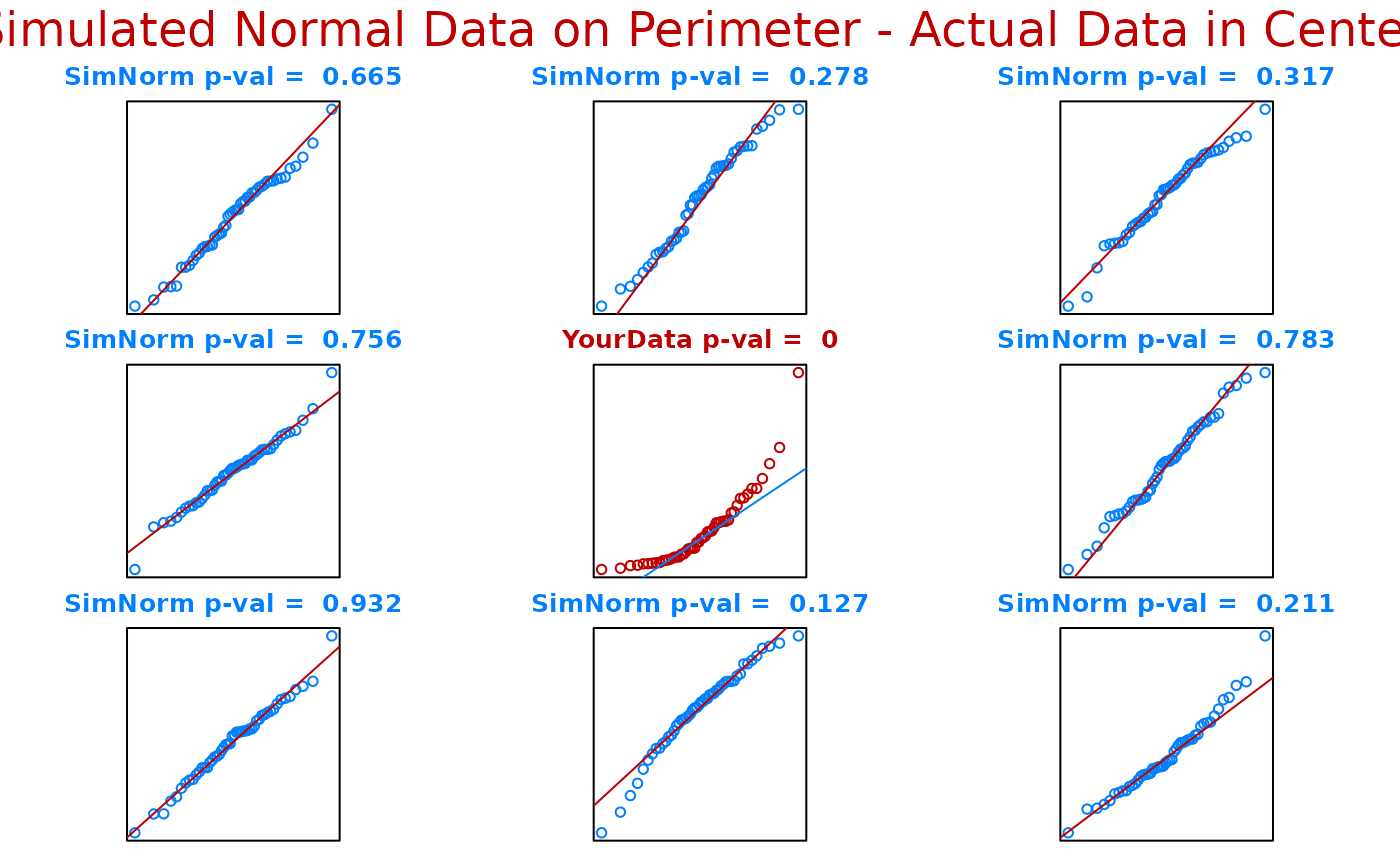 Simulated Normal Data on Perimeter - Actual Data in Cente
SimNorm p-val = 0.665
SimNorm p-val = 0.278
SimNorm p-val = 0.317
SimNorm p-val = 0.756
YourData p-val = 0
SimNorm p-val = 0.783
SimNorm p-val = 0.932
SimNorm p-val = 0.127
SimNorm p-val = 0.211